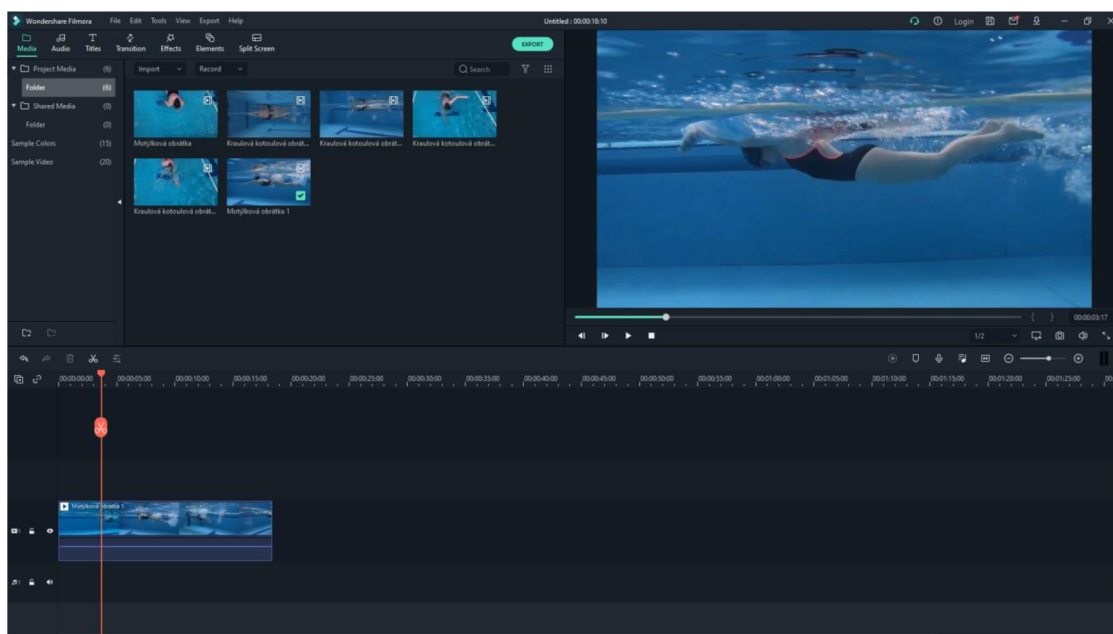 Wondershare Filmora File Edit Tools View Export Help Untitled : 00:00:18:10 Login
Media Audio Titles Transition Effects Elements Split Screen EXPORT
Project Media (6) Import Record Search
Folder (6)
Shared Media (0)
Folder (0)
Sample Colors (15)
Sample Video (20)
Motýlková obrátka Kraulová kotoulová obrát... Kraulová kotoulová obrát... Kraulová kotoulová obrát...
Kraulová kotoulová obrát... Motýlková obrátka 1
{ } 00:00:03:17
1/2
00:00:00:00 00:00:05:00 00:00:10:00 00:00:15:00 00:00:20:00 00:00:25:00 00:00:30:00 00:00:35:00 00:00:40:00 00:00:45:00 00:00:50:00 00:00:55:00 00:01:00:00 00:01:05:00 00:01:10:00 00:01:15:00 00:01:20:00 00:01:25:00
Motýlková obrátka 1
1
1